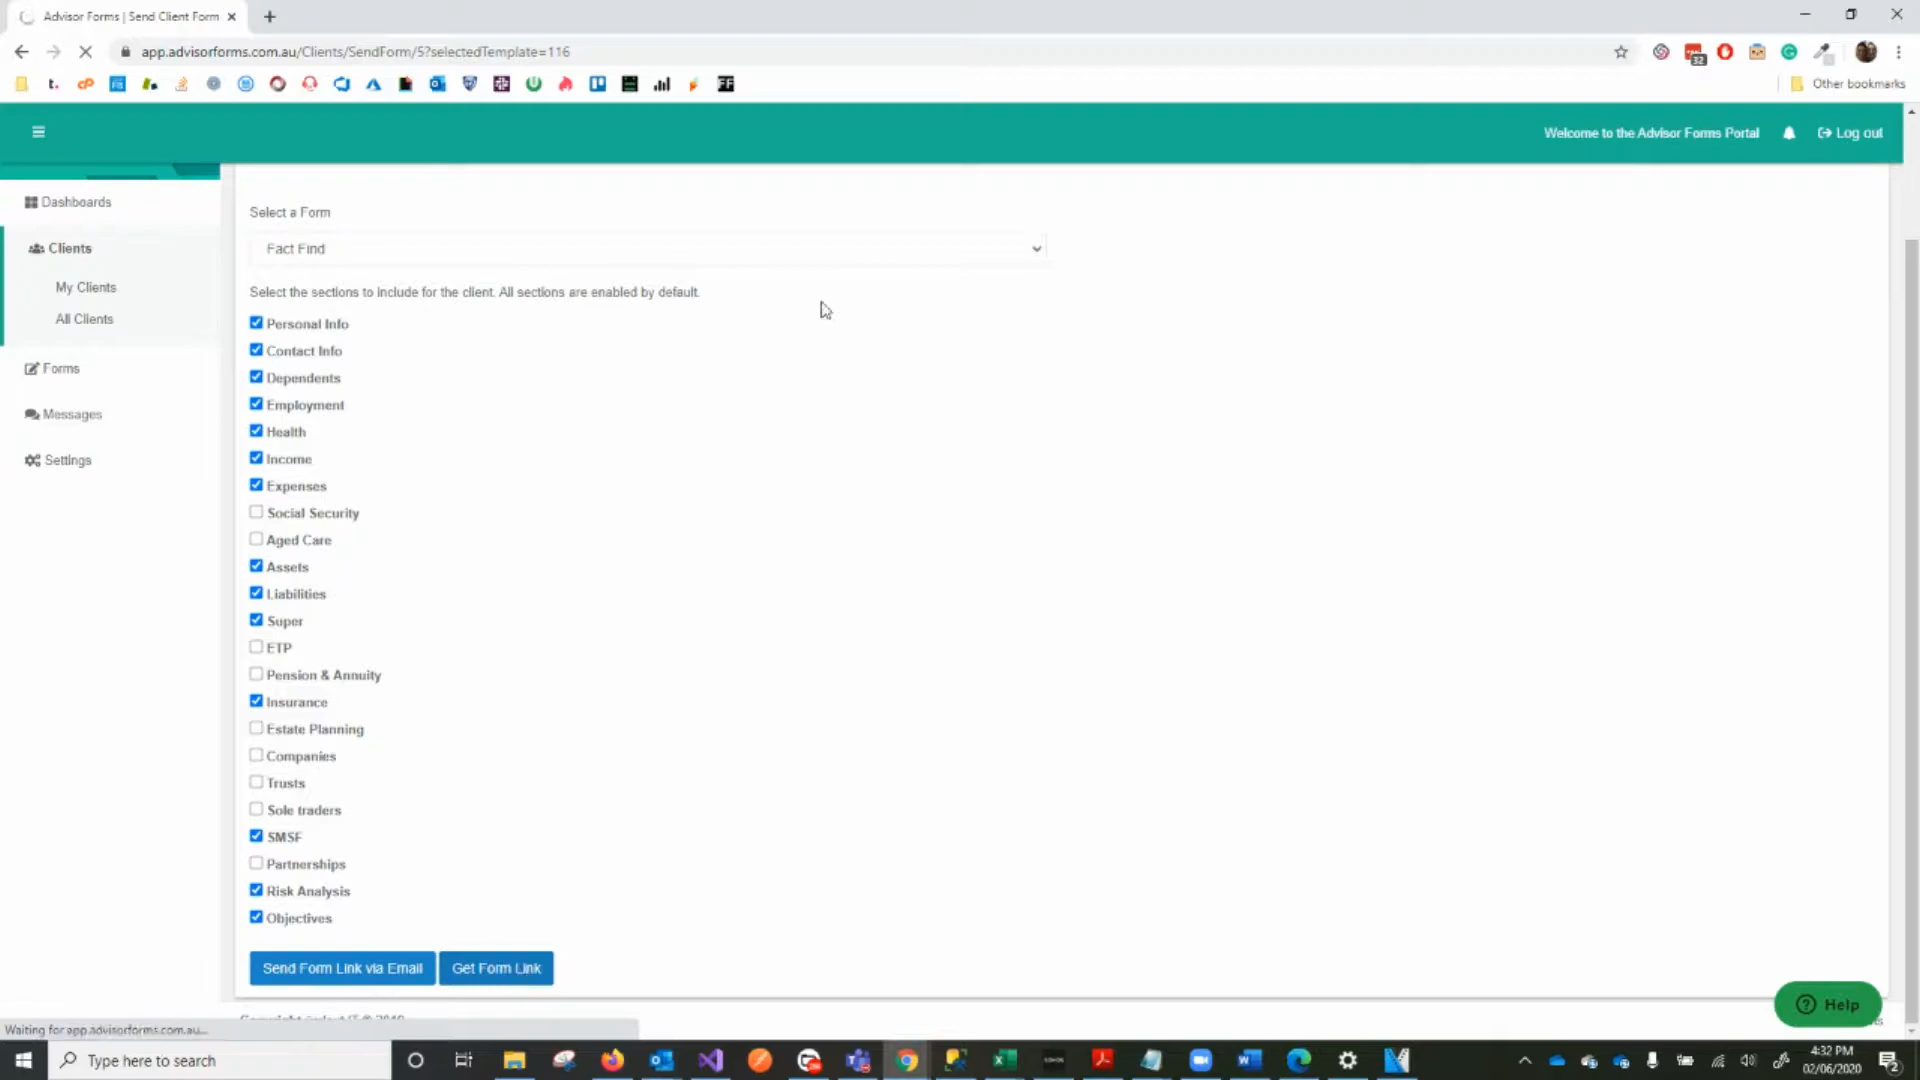 Advisor Forms | Send Client Form
app.advisorforms.com.au/Clients/SendForm/5?selectedTemplate=116
32
Other bookmarks
Welcome to the Advisor Forms Portal
Log out
Dashboards
Clients
My Clients
All Clients
Forms
Messages
Settings
Select a Form
Fact Find
Select the sections to include for the client. All sections are enabled by default.
Personal Info
Contact Info
Dependents
Employment
Health
Income
Expenses
Social Security
Aged Care
Assets
Liabilities
Super
ETP
Pension & Annuity
Insurance
Estate Planning
Companies
Trusts
Sole traders
SMSF
Partnerships
Risk Analysis
Objectives
Send Form Link via Email
Get Form Link
Help
Waiting for app.advisorforms.com.au...
Type here to search
4:32 PM
02/06/2020
2